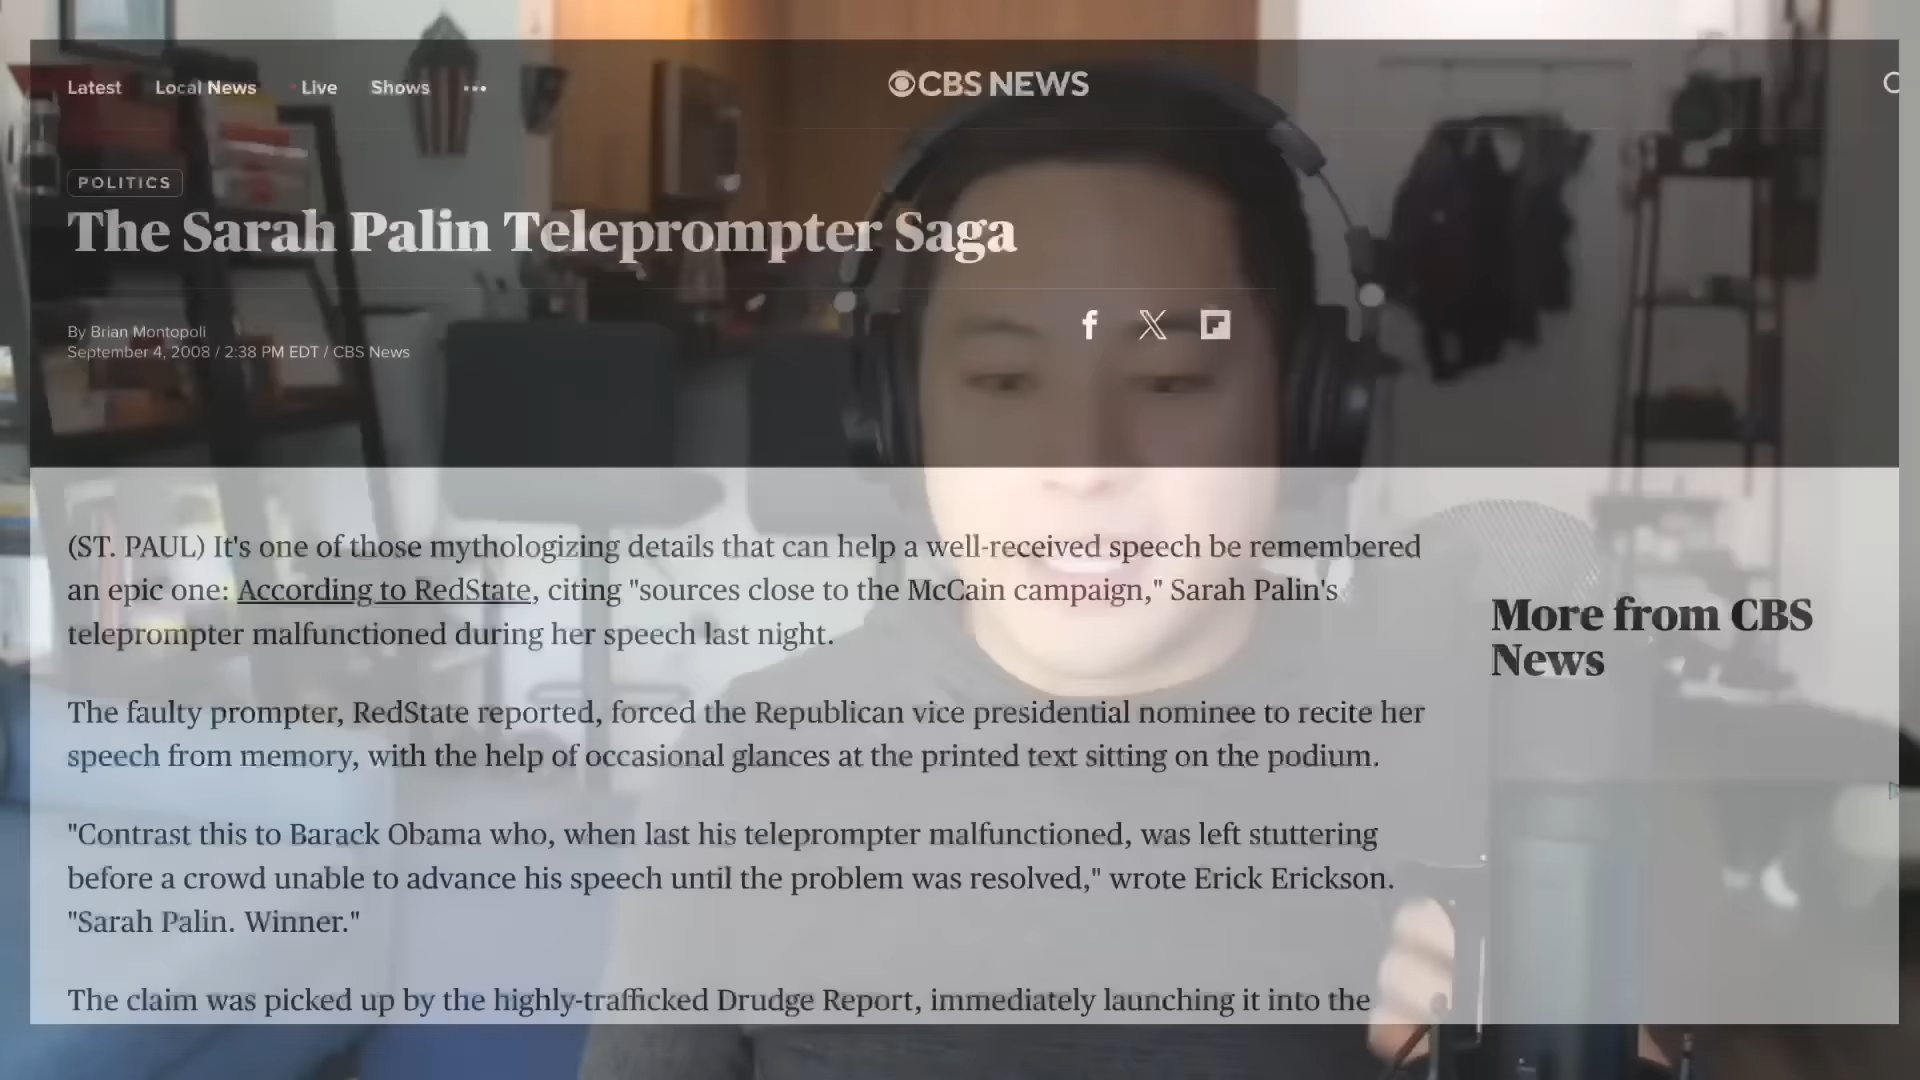 Latest Local News Live Shows ...
CBS NEWS
POLITICS
The Sarah Palin Teleprompter Saga
By Brian Montopoli
September 4, 2008 / 2:38 PM EDT / CBS News
(ST. PAUL) It's one of those mythologizing details that can help a well-received speech be remembered
an epic one: According to RedState, citing "sources close to the McCain campaign," Sarah Palin's
teleprompter malfunctioned during her speech last night.
The faulty prompter, RedState reported, forced the Republican vice presidential nominee to recite her
speech from memory, with the help of occasional glances at the printed text sitting on the podium.
"Contrast this to Barack Obama who, when last his teleprompter malfunctioned, was left stuttering
before a crowd unable to advance his speech until the problem was resolved," wrote Erick Erickson.
"Sarah Palin. Winner."
The claim was picked up by the highly-trafficked Drudge Report, immediately launching it into the
More from CBS
News